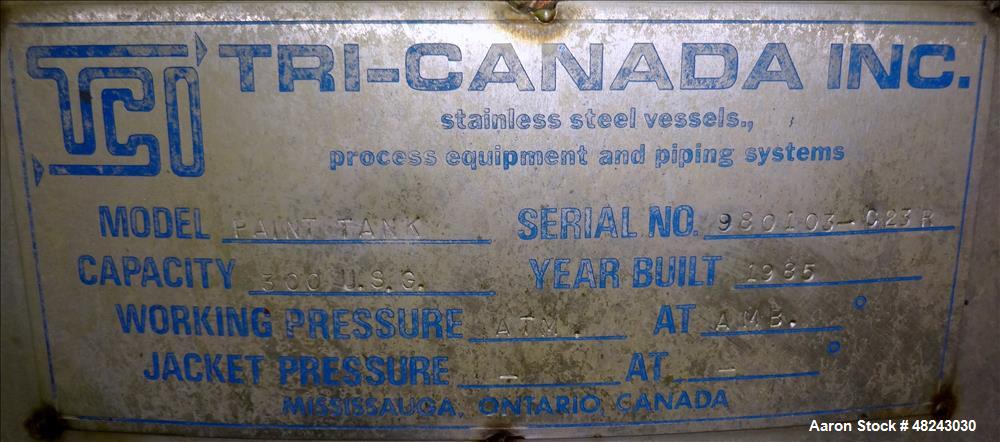 TCI TRI-CANADA INC.
stainless steel vessels.,
process equipment and piping systems
MODEL PAINT TANK SERIAL NO. 980103-C23R
CAPACITY 300 U.S.G. YEAR BUILT 1985
WORKING PRESSURE ATM. AT AMB. °
JACKET PRESSURE - AT - °
MISSISSAUGA, ONTARIO, CANADA
Aaron Stock # 48243030